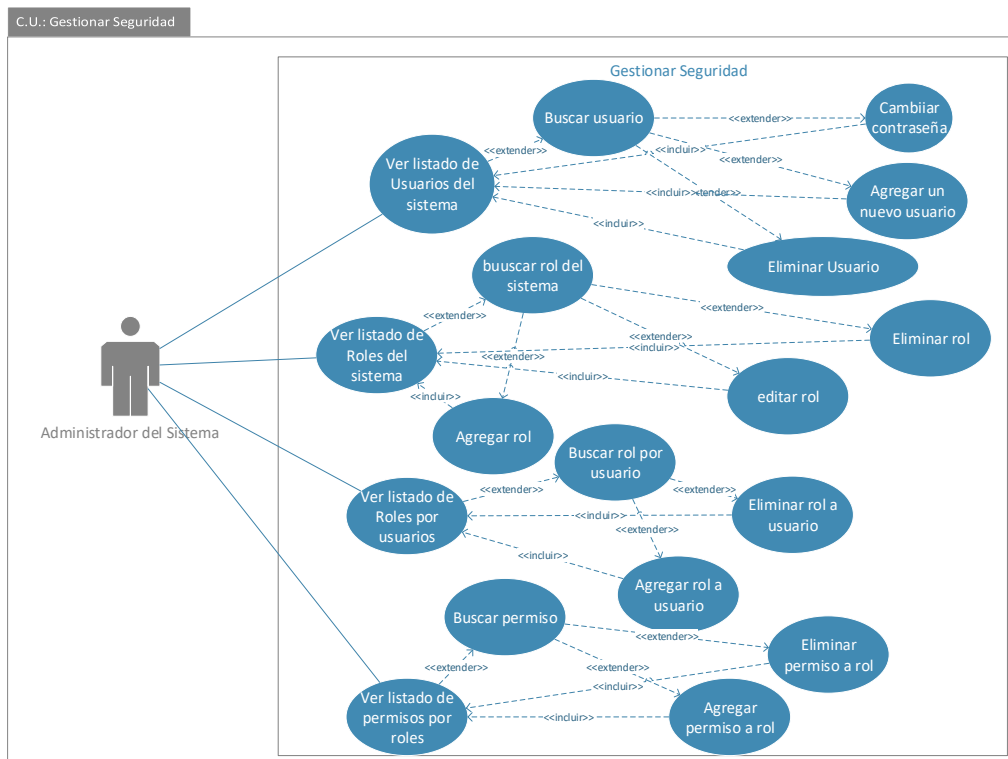 C.U.: Gestionar Seguridad
Gestionar Seguridad
Buscar usuario
<<extender>>
Cambiiar
contraseña
<<extender>>
<<incluir>>
<<extender>>
Ver listado de
Usuarios del
sistema
<<incluir>>
<<extender>>
Agregar un
nuevo usuario
<<incluir>>
Eliminar Usuario
buuscar rol del
sistema
<<extender>>
<<extender>>
Ver listado de
Roles del
sistema
<<extender>>
<<incluir>>
Eliminar rol
<<extender>>
<<incluir>>
<<incluir>>
editar rol
Agregar rol
Administrador del Sistema
Buscar rol por
usuario
<<extender>>
<<extender>>
Ver listado de
Roles por
usuarios
<<incluir>>
Eliminar rol a
usuario
<<extender>>
<<incluir>>
Agregar rol a
usuario
Buscar permiso
<<extender>>
Eliminar
permiso a rol
<<extender>>
<<extender>>
<<incluir>>
Ver listado de
permisos por
roles
<<incluir>>
Agregar
permiso a rol